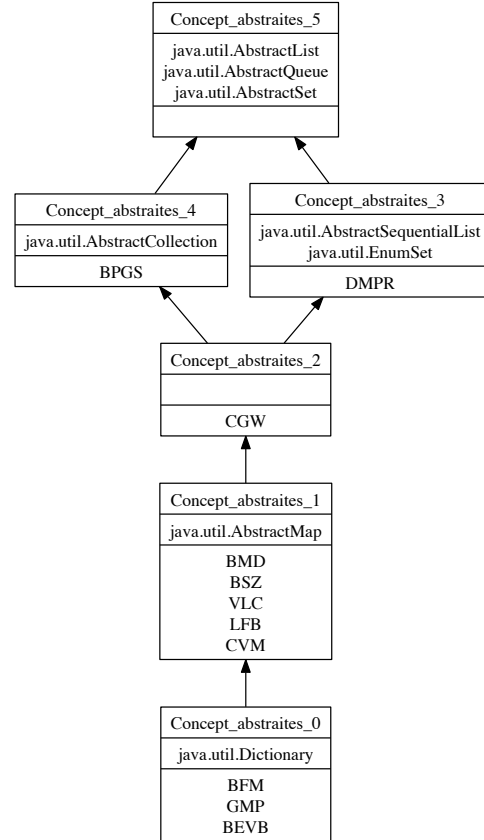 Concept_abstraites_5
java.util.AbstractList
java.util.AbstractQueue
java.util.AbstractSet
Concept_abstraites_4
java.util.AbstractCollection
BPGS
Concept_abstraites_3
java.util.AbstractSequentialList
java.util.EnumSet
DMPR
Concept_abstraites_2
CGW
Concept_abstraites_1
java.util.AbstractMap
BMD
BSZ
VLC
LFB
CVM
Concept_abstraites_0
java.util.Dictionary
BFM
GMP
BEVB